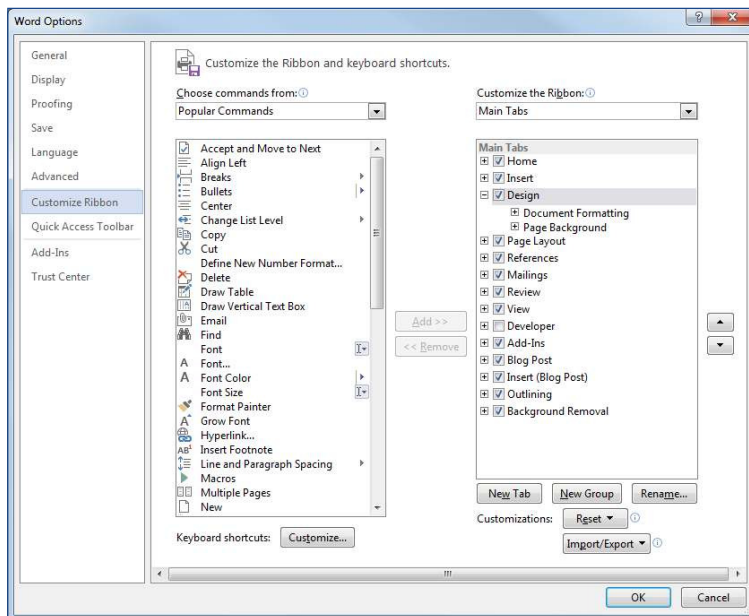 Word Options
General
Display
Proofing
Save
Language
Advanced
Customize Ribbon
Quick Access Toolbar
Add-Ins
Trust Center
Customize the Ribbon and keyboard shortcuts.
Choose commands from:
Popular Commands
Accept and Move to Next
Align Left
Breaks
Bullets
Center
Change List Level
Copy
Cut
Define New Number Format...
Delete
Draw Table
Draw Vertical Text Box
Email
Find
Font
Font...
Font Color
Font Size
Format Painter
Grow Font
Hyperlink...
Insert Footnote
Line and Paragraph Spacing
Macros
Multiple Pages
New
Keyboard shortcuts: Customize...
Add >>
<< Remove
Customize the Ribbon:
Main Tabs
Main Tabs
Home
Insert
Design
Document Formatting
Page Background
Page Layout
References
Mailings
Review
View
Developer
Add-Ins
Blog Post
Insert (Blog Post)
Outlining
Background Removal
New Tab New Group Rename...
Customizations: Reset
Import/Export
OK Cancel